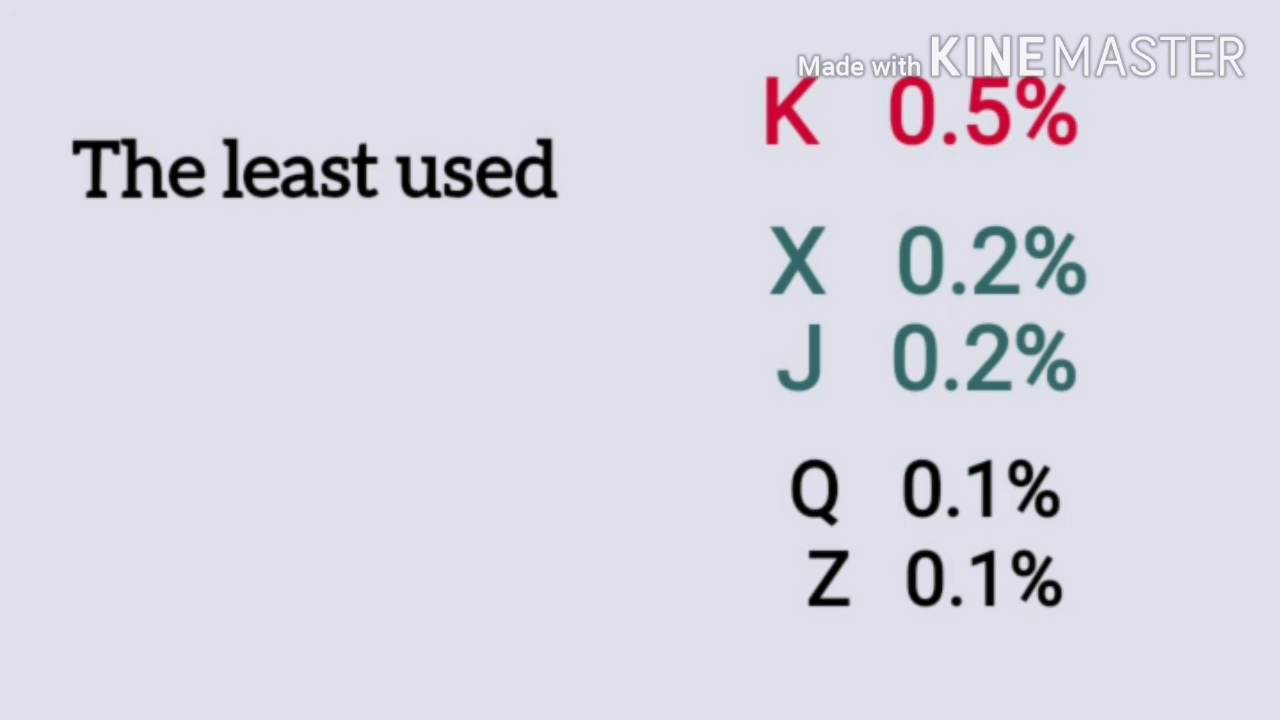 Made with KINEMASTER
The least used
K 0.5%
X 0.2%
J 0.2%
Q 0.1%
Z 0.1%